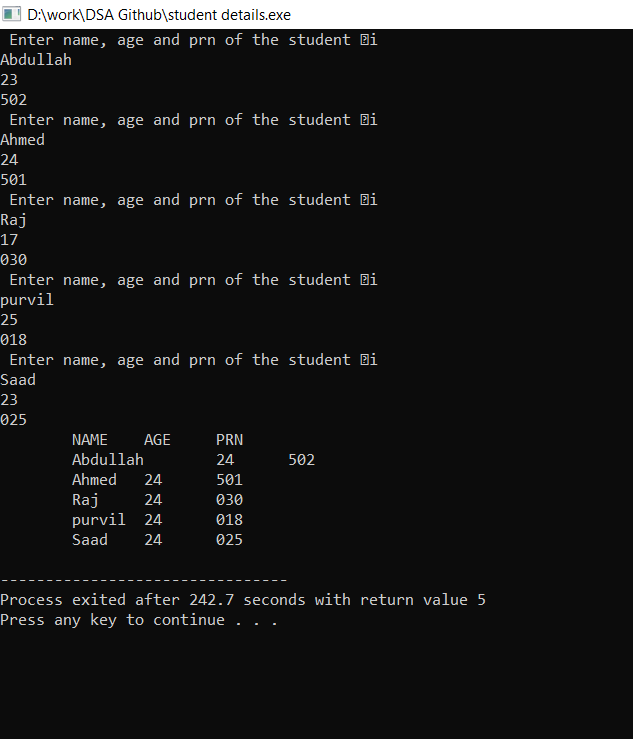 D:\work\DSA Github\student details.exe
Enter name, age and prn of the student �i
Abdullah
23
502
Enter name, age and prn of the student �i
Ahmed
24
501
Enter name, age and prn of the student �i
Raj
17
030
Enter name, age and prn of the student �i
purvil
25
018
Enter name, age and prn of the student �i
Saad
23
025
NAME AGE PRN
Abdullah 24 502
Ahmed 24 501
Raj 24 030
purvil 24 018
Saad 24 025
--------------------------------
Process exited after 242.7 seconds with return value 5
Press any key to continue . . .